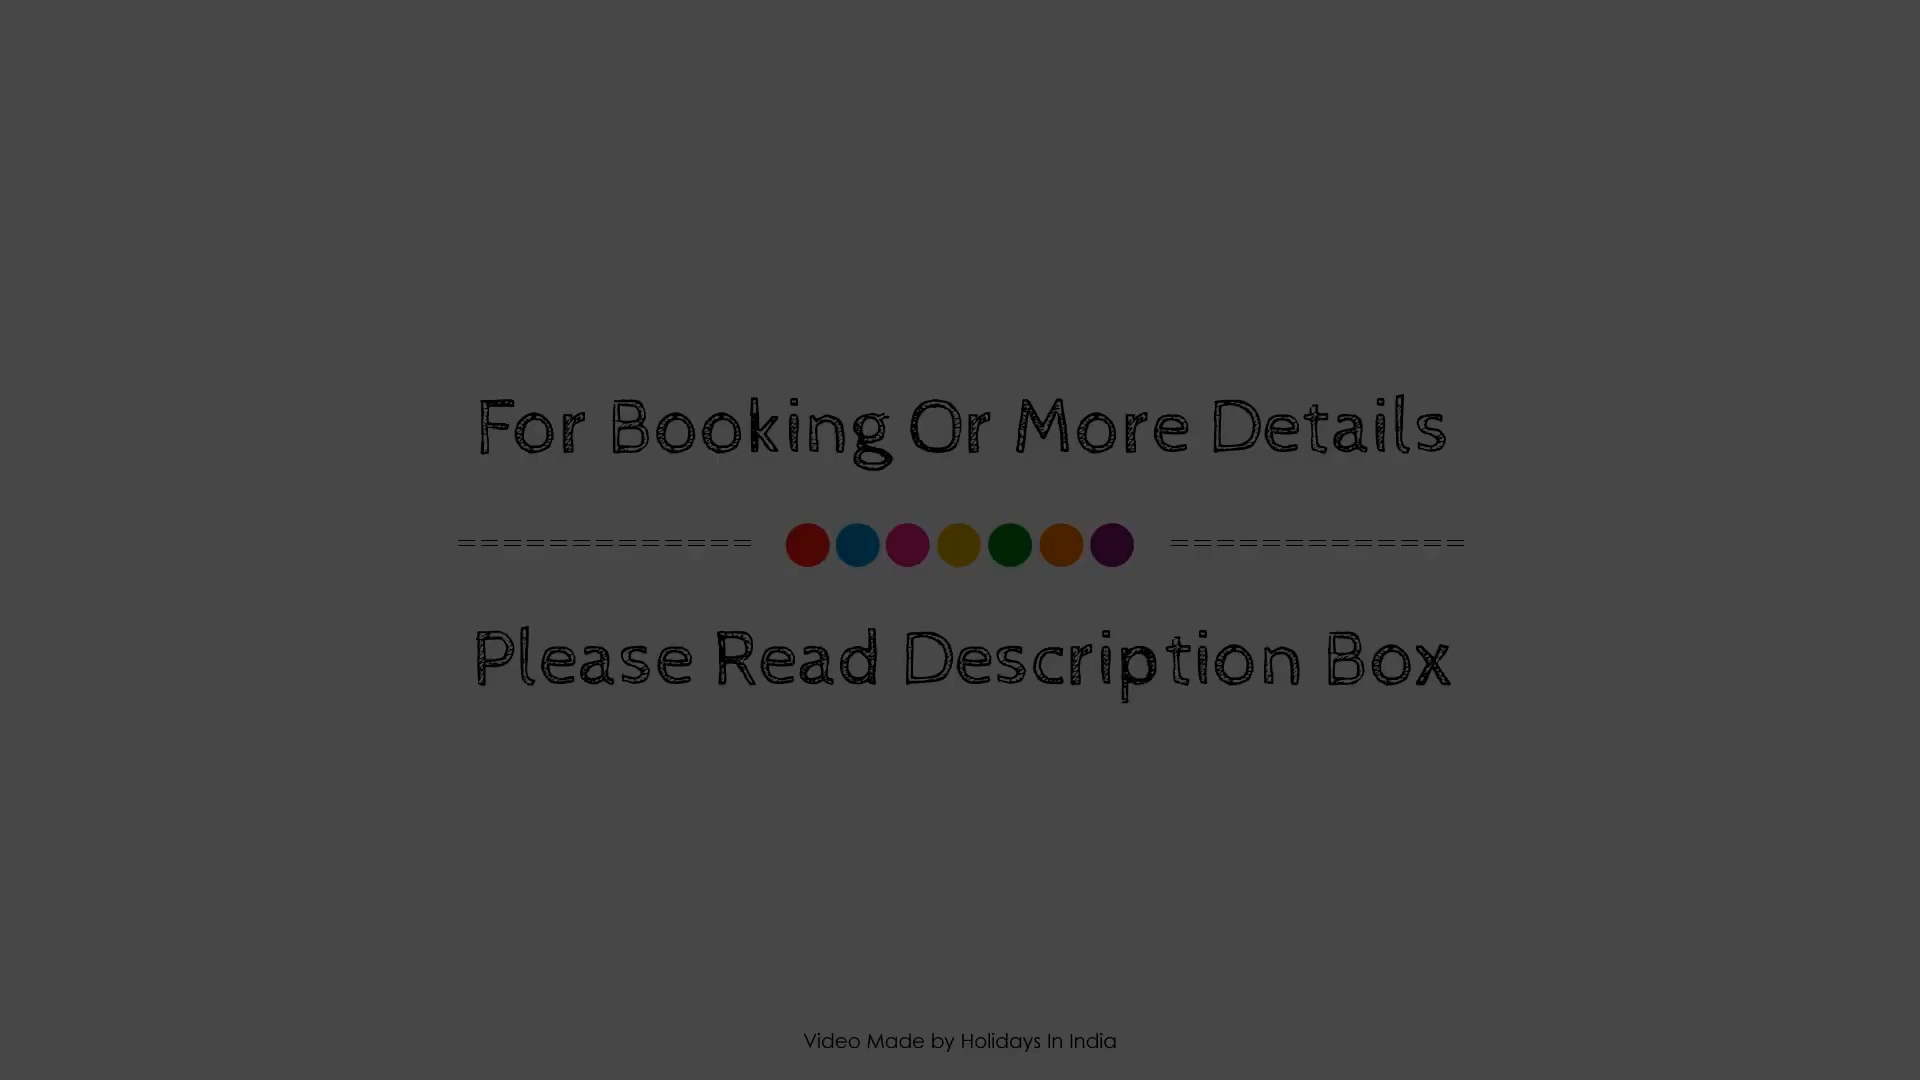 For Booking Or More Details
============= =============
Please Read Description Box
Video Made by Holidays In India